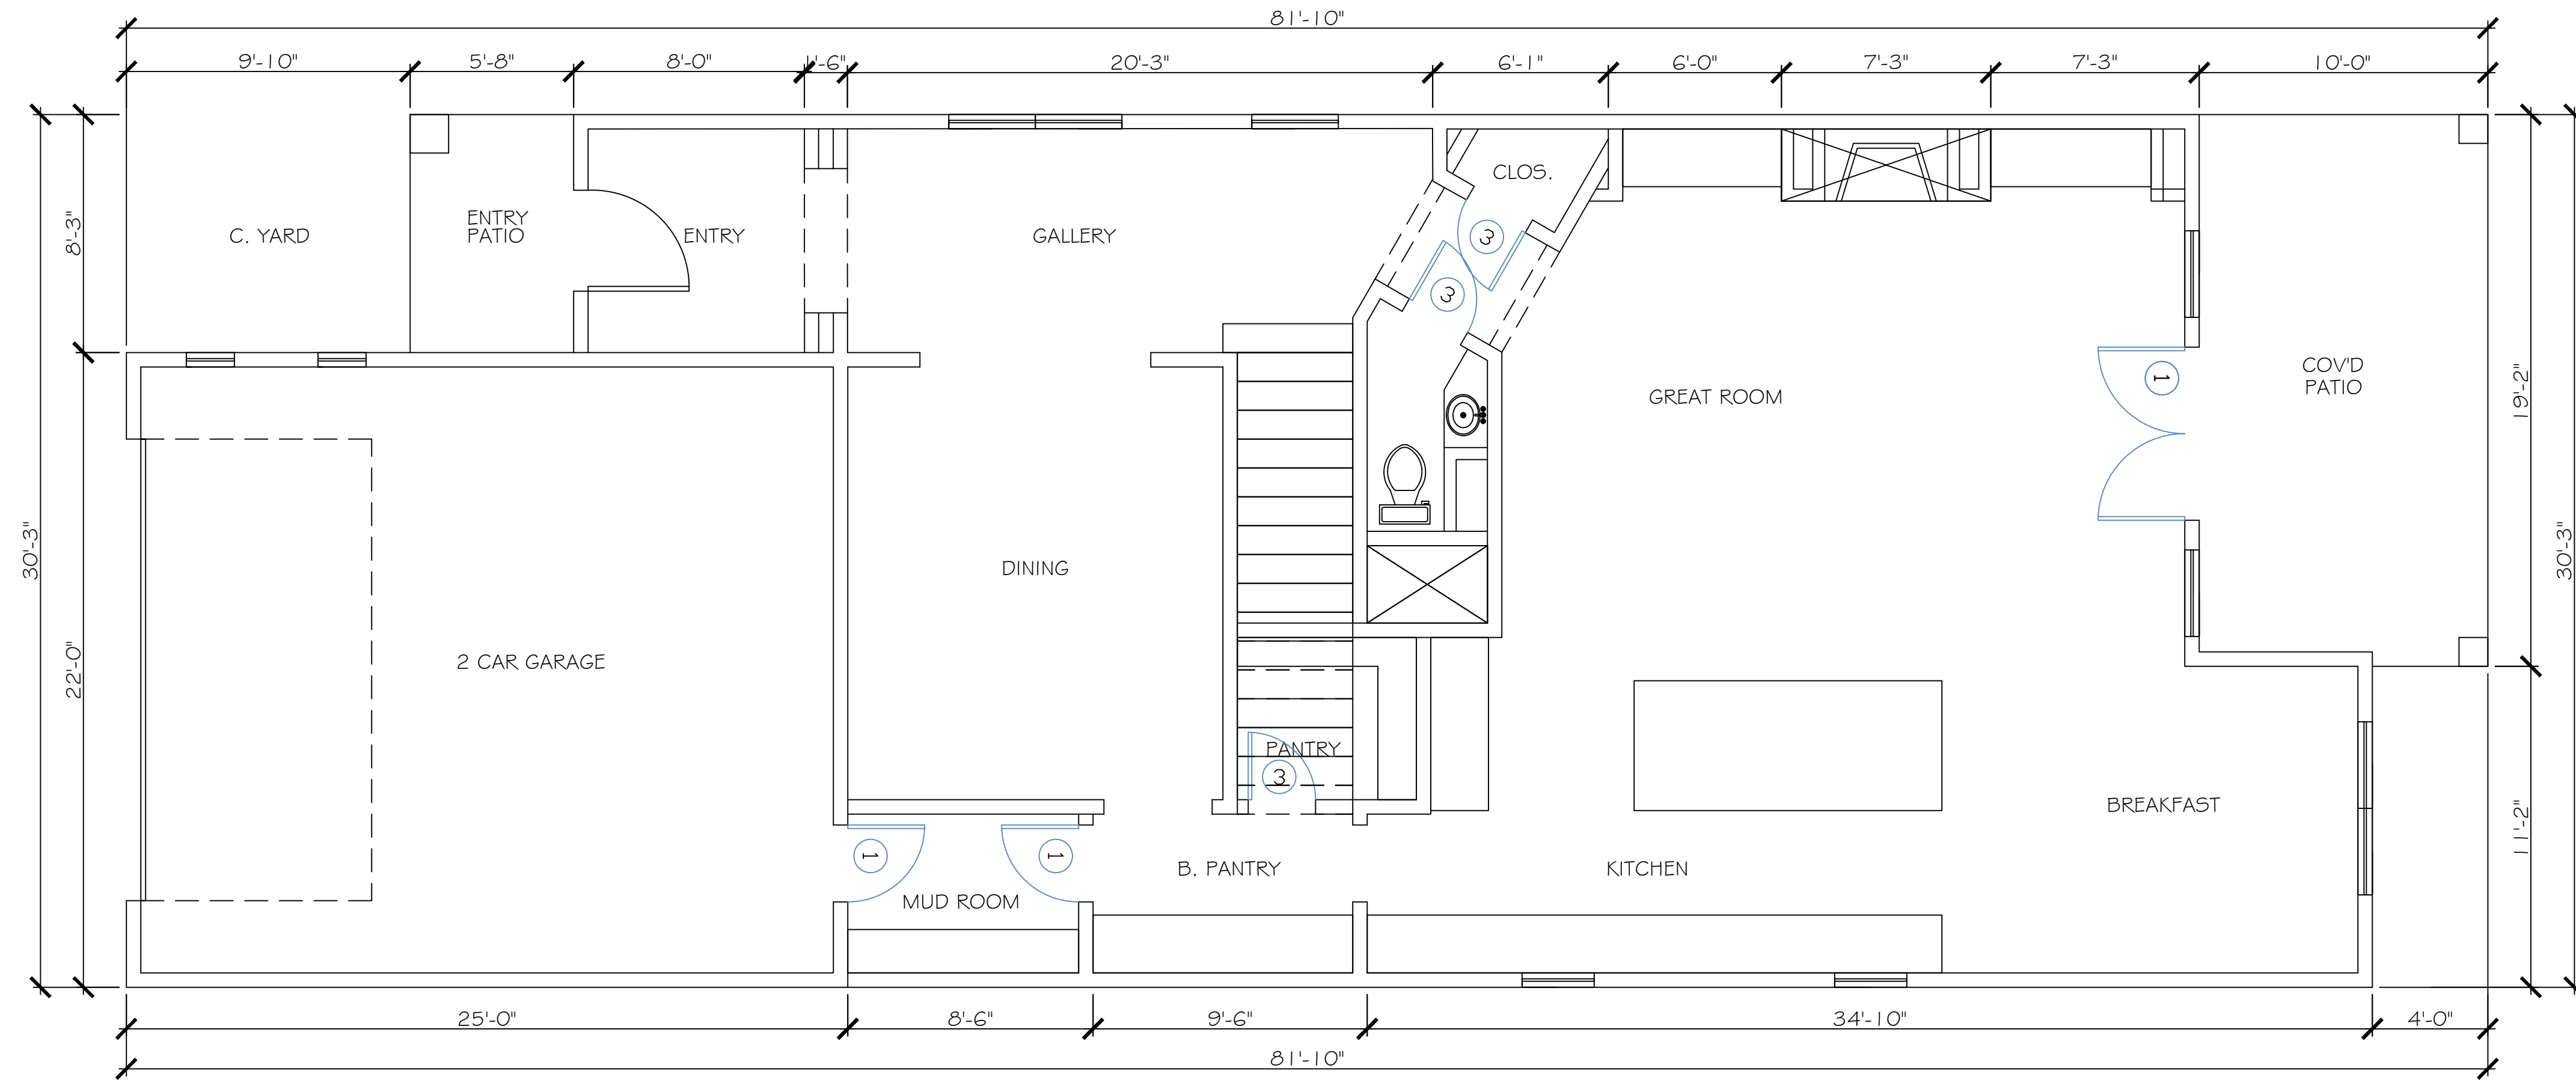 81'-10"
9'-10" 5'-8" 8'-0" 1'-6" 20'-3" 6'-1" 6'-0" 7'-3" 7'-3" 10'-0"
CLOS.
8'-3"
C. YARD
ENTRY
PATIO
ENTRY
GALLERY
3
3
GREAT ROOM
1
COV'D
PATIO
19'-2"
30'-3"
30'-3"
DINING
22'-0"
2 CAR GARAGE
PANTRY
3
BREAKFAST
11'-2"
1
1
B. PANTRY
KITCHEN
MUD ROOM
25'-0" 8'-6" 9'-6" 34'-10" 4'-0"
81'-10"